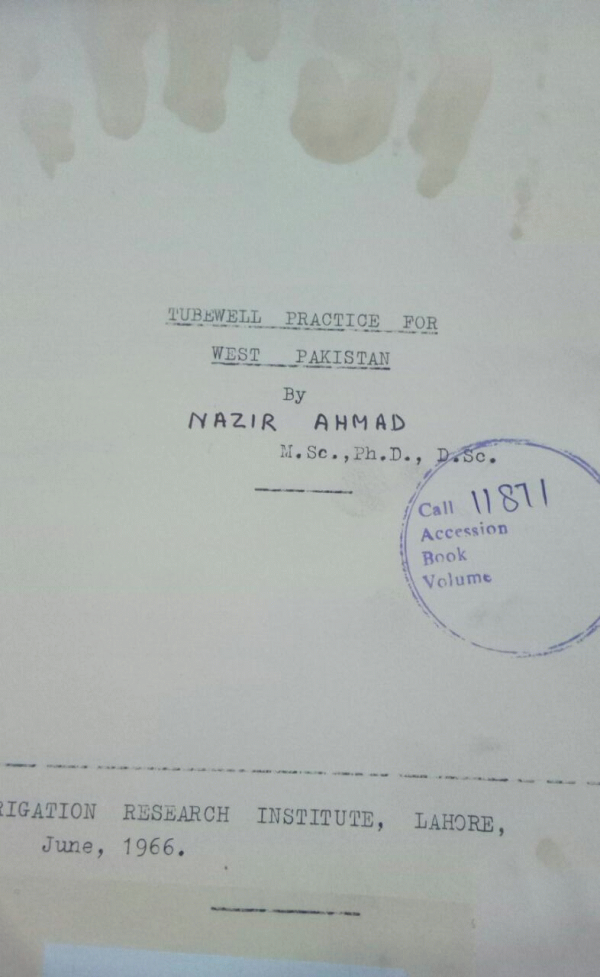 TUBEWELL PRACTICE FOR
WEST PAKISTAN
By
NAZIR AHMAD
M.Sc.,Ph.D., D.Sc.
Call 11871
Accession
Book
Volume
RIGATION RESEARCH INSTITUTE, LAHORE,
June, 1966.